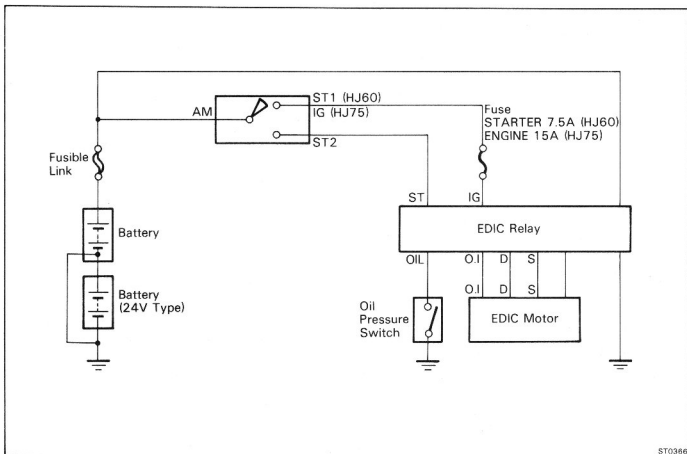 AM
ST1 (HJ60)
IG (HJ75)
ST2
Fuse
STARTER 7.5A (HJ60)
ENGINE 15A (HJ75)
Fusible
Link
Battery
Battery
(24V Type)
ST IG
EDIC Relay
OIL O.I D S
O.I D S
EDIC Motor
Oil
Pressure
Switch
ST0366